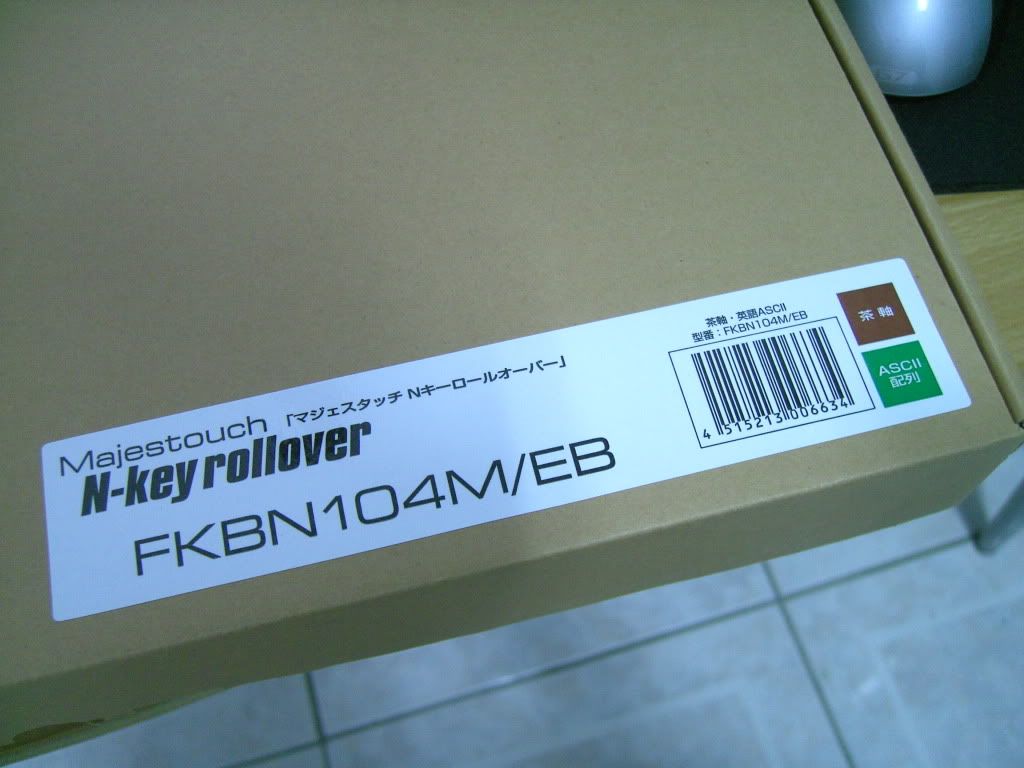 Majestouch 「マジェスタッチ Nキーロールオーバー」
N-key rollover
FKBN104M/EB
茶軸・英語ASCII
型番：FKBN104M/EB
4 515213 006634
茶軸
ASCII
配列